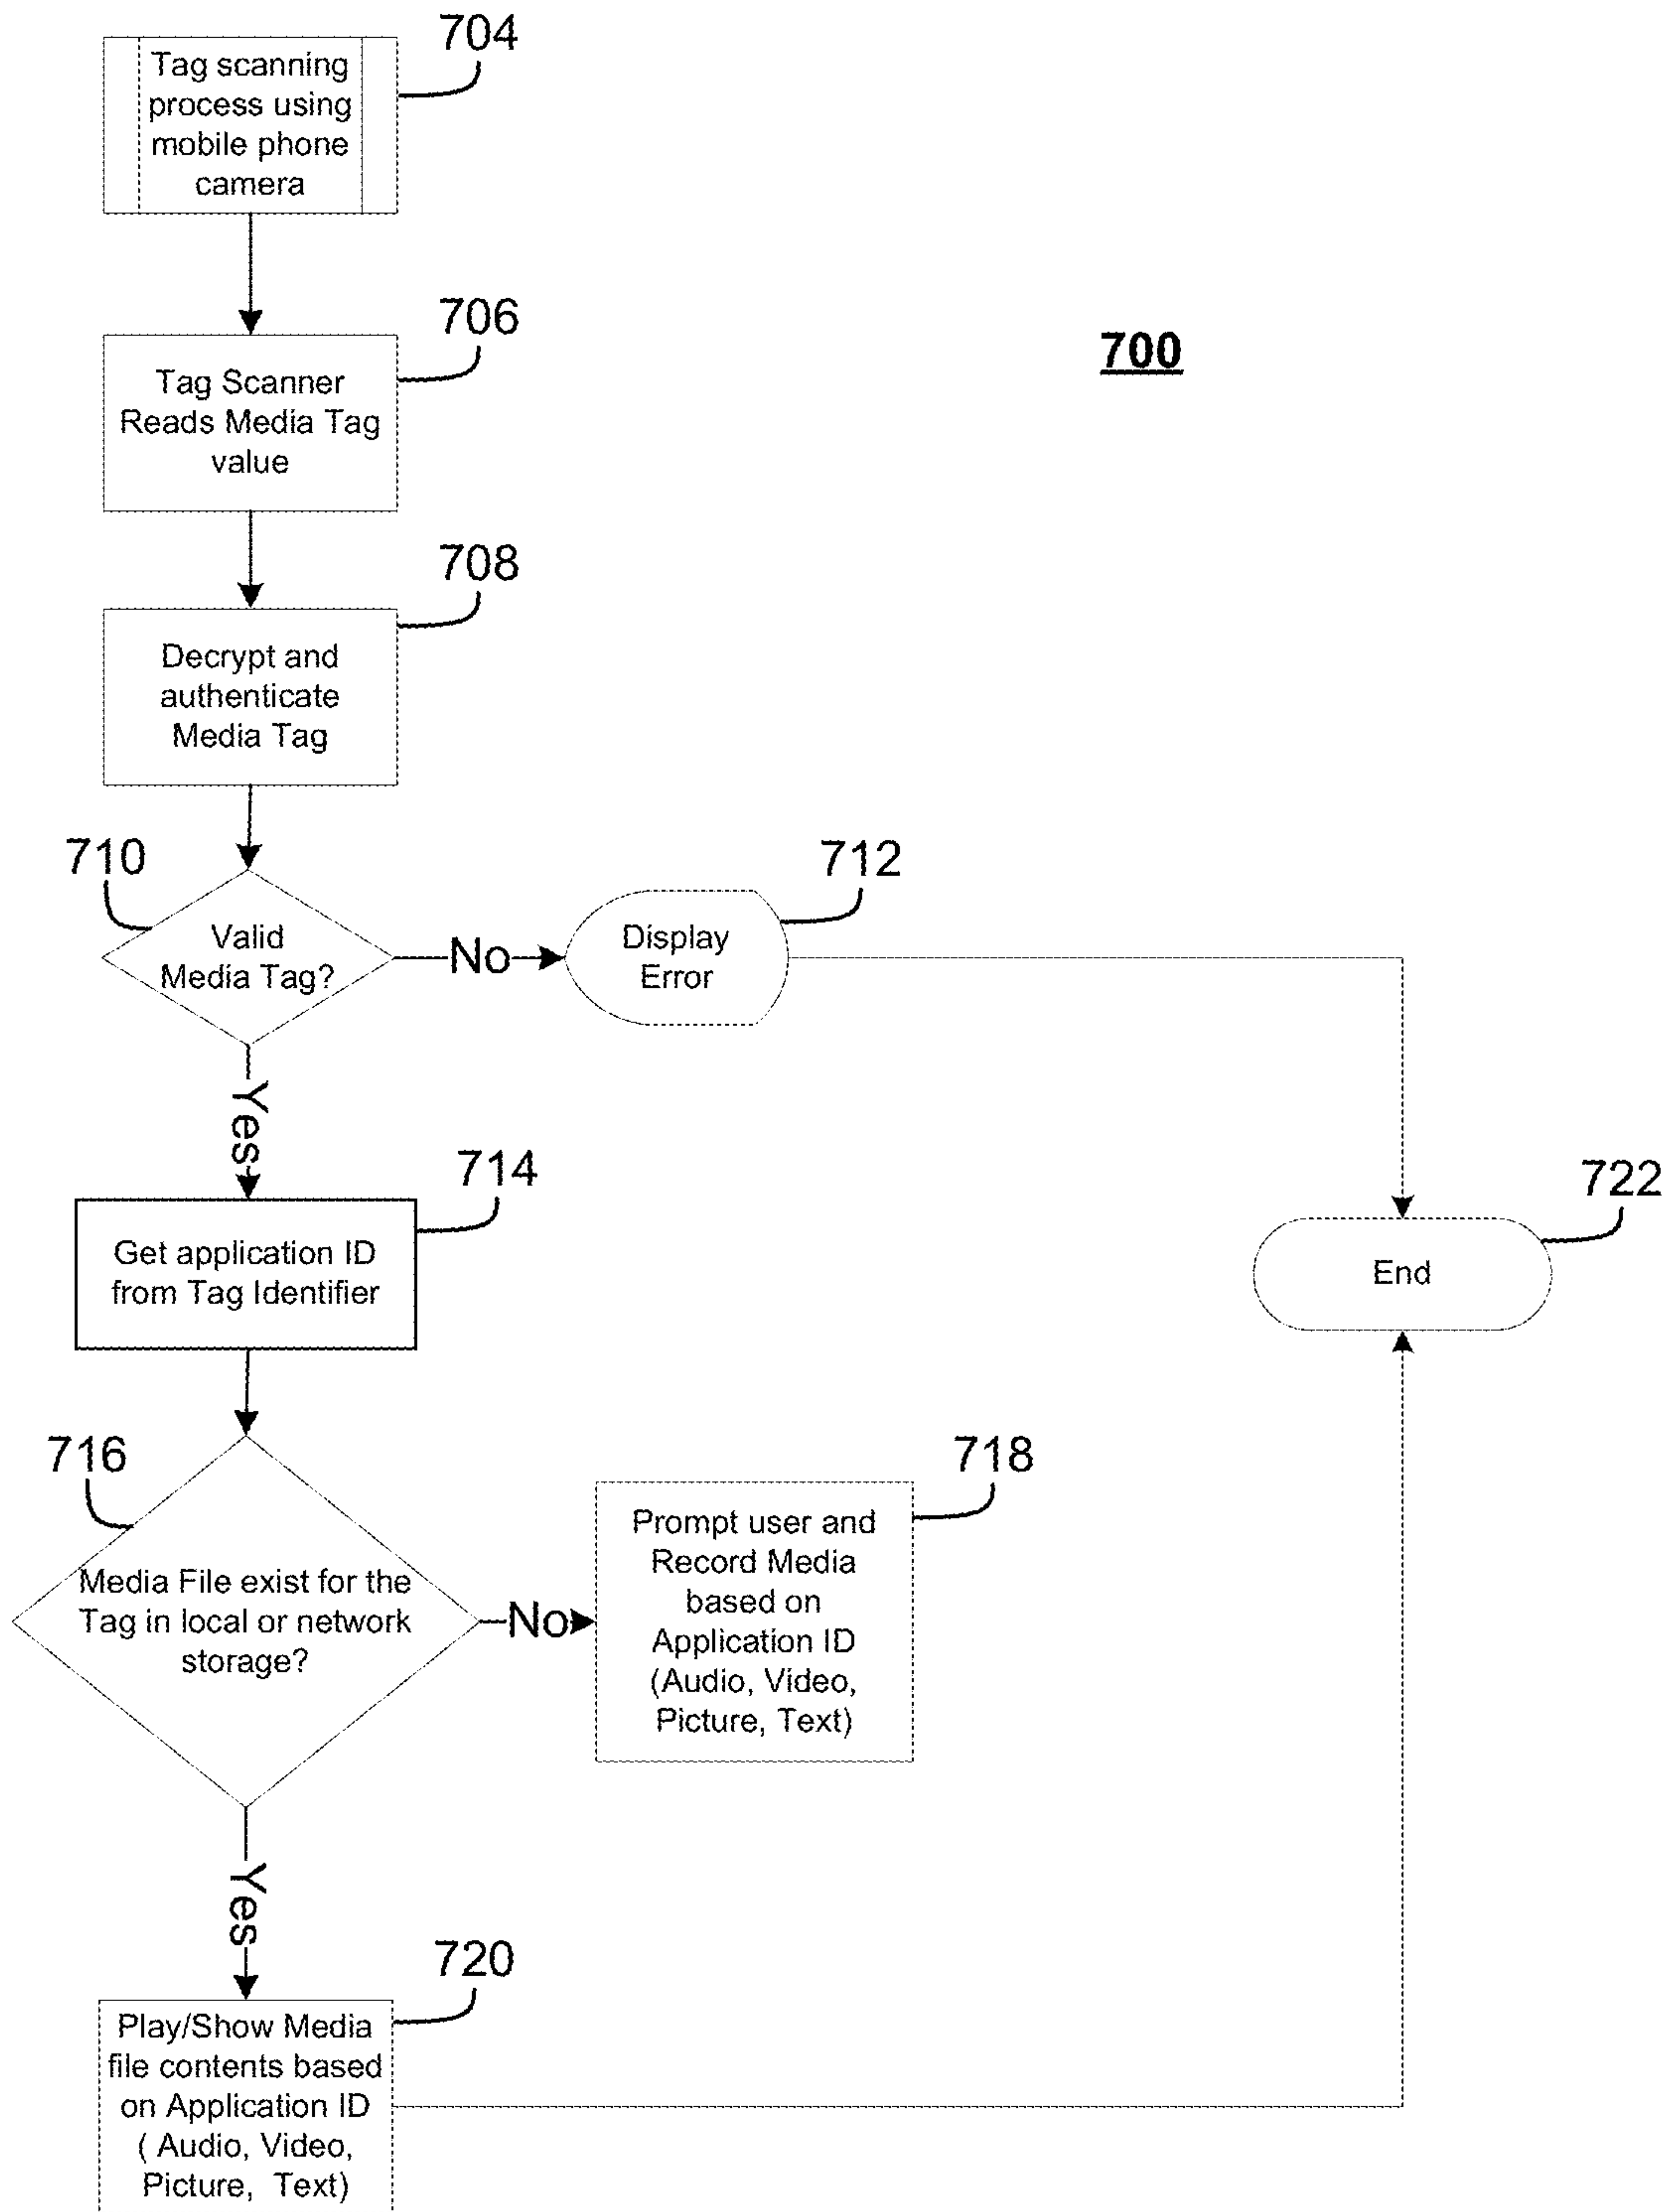 704
Tag scanning
process using
mobile phone
camera
706
700
Tag Scanner
Reads Media Tag
value
708
Decrypt and
authenticate
Media Tag
710
712
Valid
Media Tag?
No
Display
Error
Yes
714
722
Get application ID
from Tag Identifier
End
716
718
Media File exist for the
Tag in local or network
storage?
No
Prompt user and
Record Media
based on
Application ID
(Audio, Video,
Picture, Text)
Yes
720
Play/Show Media
file contents based
on Application ID
( Audio, Video,
Picture, Text)